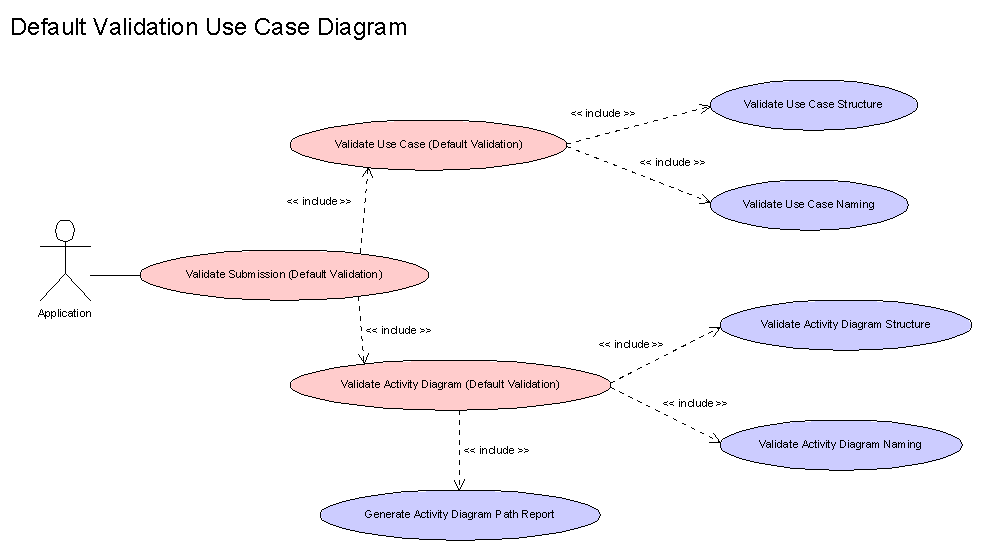 Default Validation Use Case Diagram
Validate Use Case Structure
<< include >>
Validate Use Case (Default Validation)
<< include >>
<< include >>
Validate Use Case Naming
Validate Submission (Default Validation)
Application
<< include >>
Validate Activity Diagram Structure
<< include >>
Validate Activity Diagram (Default Validation)
<< include >>
Validate Activity Diagram Naming
<< include >>
Generate Activity Diagram Path Report